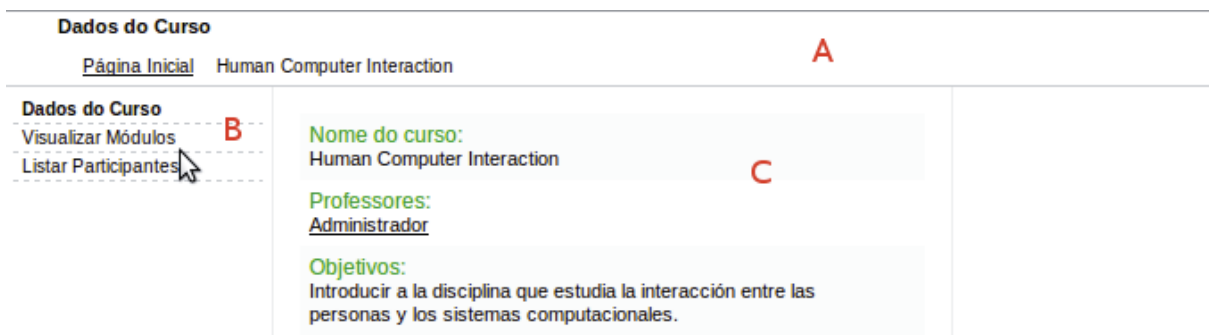 Dados do Curso
Página Inicial Human Computer Interaction
A
Dados do Curso
Visualizar Módulos
Listar Participantes
B
Nome do curso:
Human Computer Interaction
C
Professores:
Administrador
Objetivos:
Introducir a la disciplina que estudia la interacción entre las
personas y los sistemas computacionales.